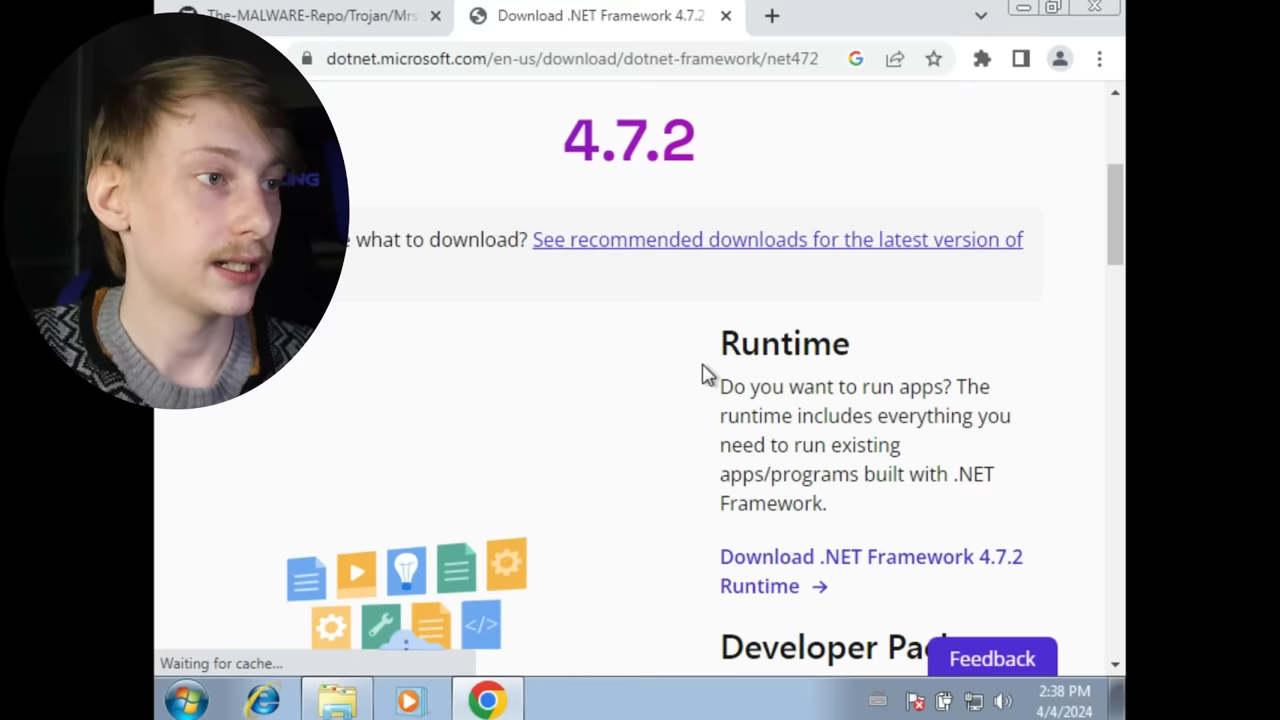 The-MALWARE-Repo/Trojan/Mrs
Download .NET Framework 4.7.2
dotnet.microsoft.com/en-us/download/dotnet-framework/net472
4.7.2
what to download? See recommended downloads for the latest version of
Runtime
Do you want to run apps? The
runtime includes everything you
need to run existing
apps/programs built with .NET
Framework.
Download .NET Framework 4.7.2
Runtime →
Developer Pac
Feedback
Waiting for cache...
2:38 PM
4/4/2024